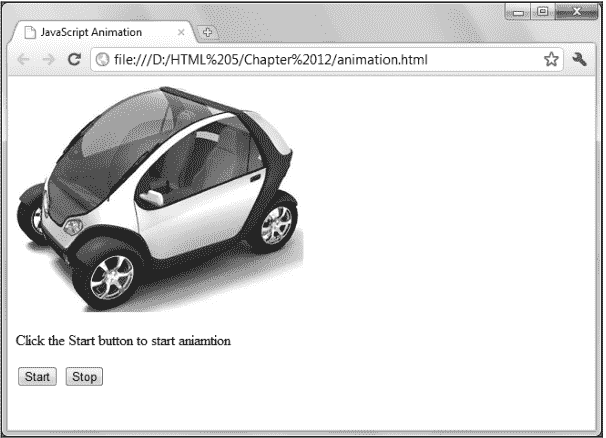 JavaScript Animation
file:///D:/HTML%205/Chapter%2012/animation.html
Click the Start button to start aniamtion
Start Stop